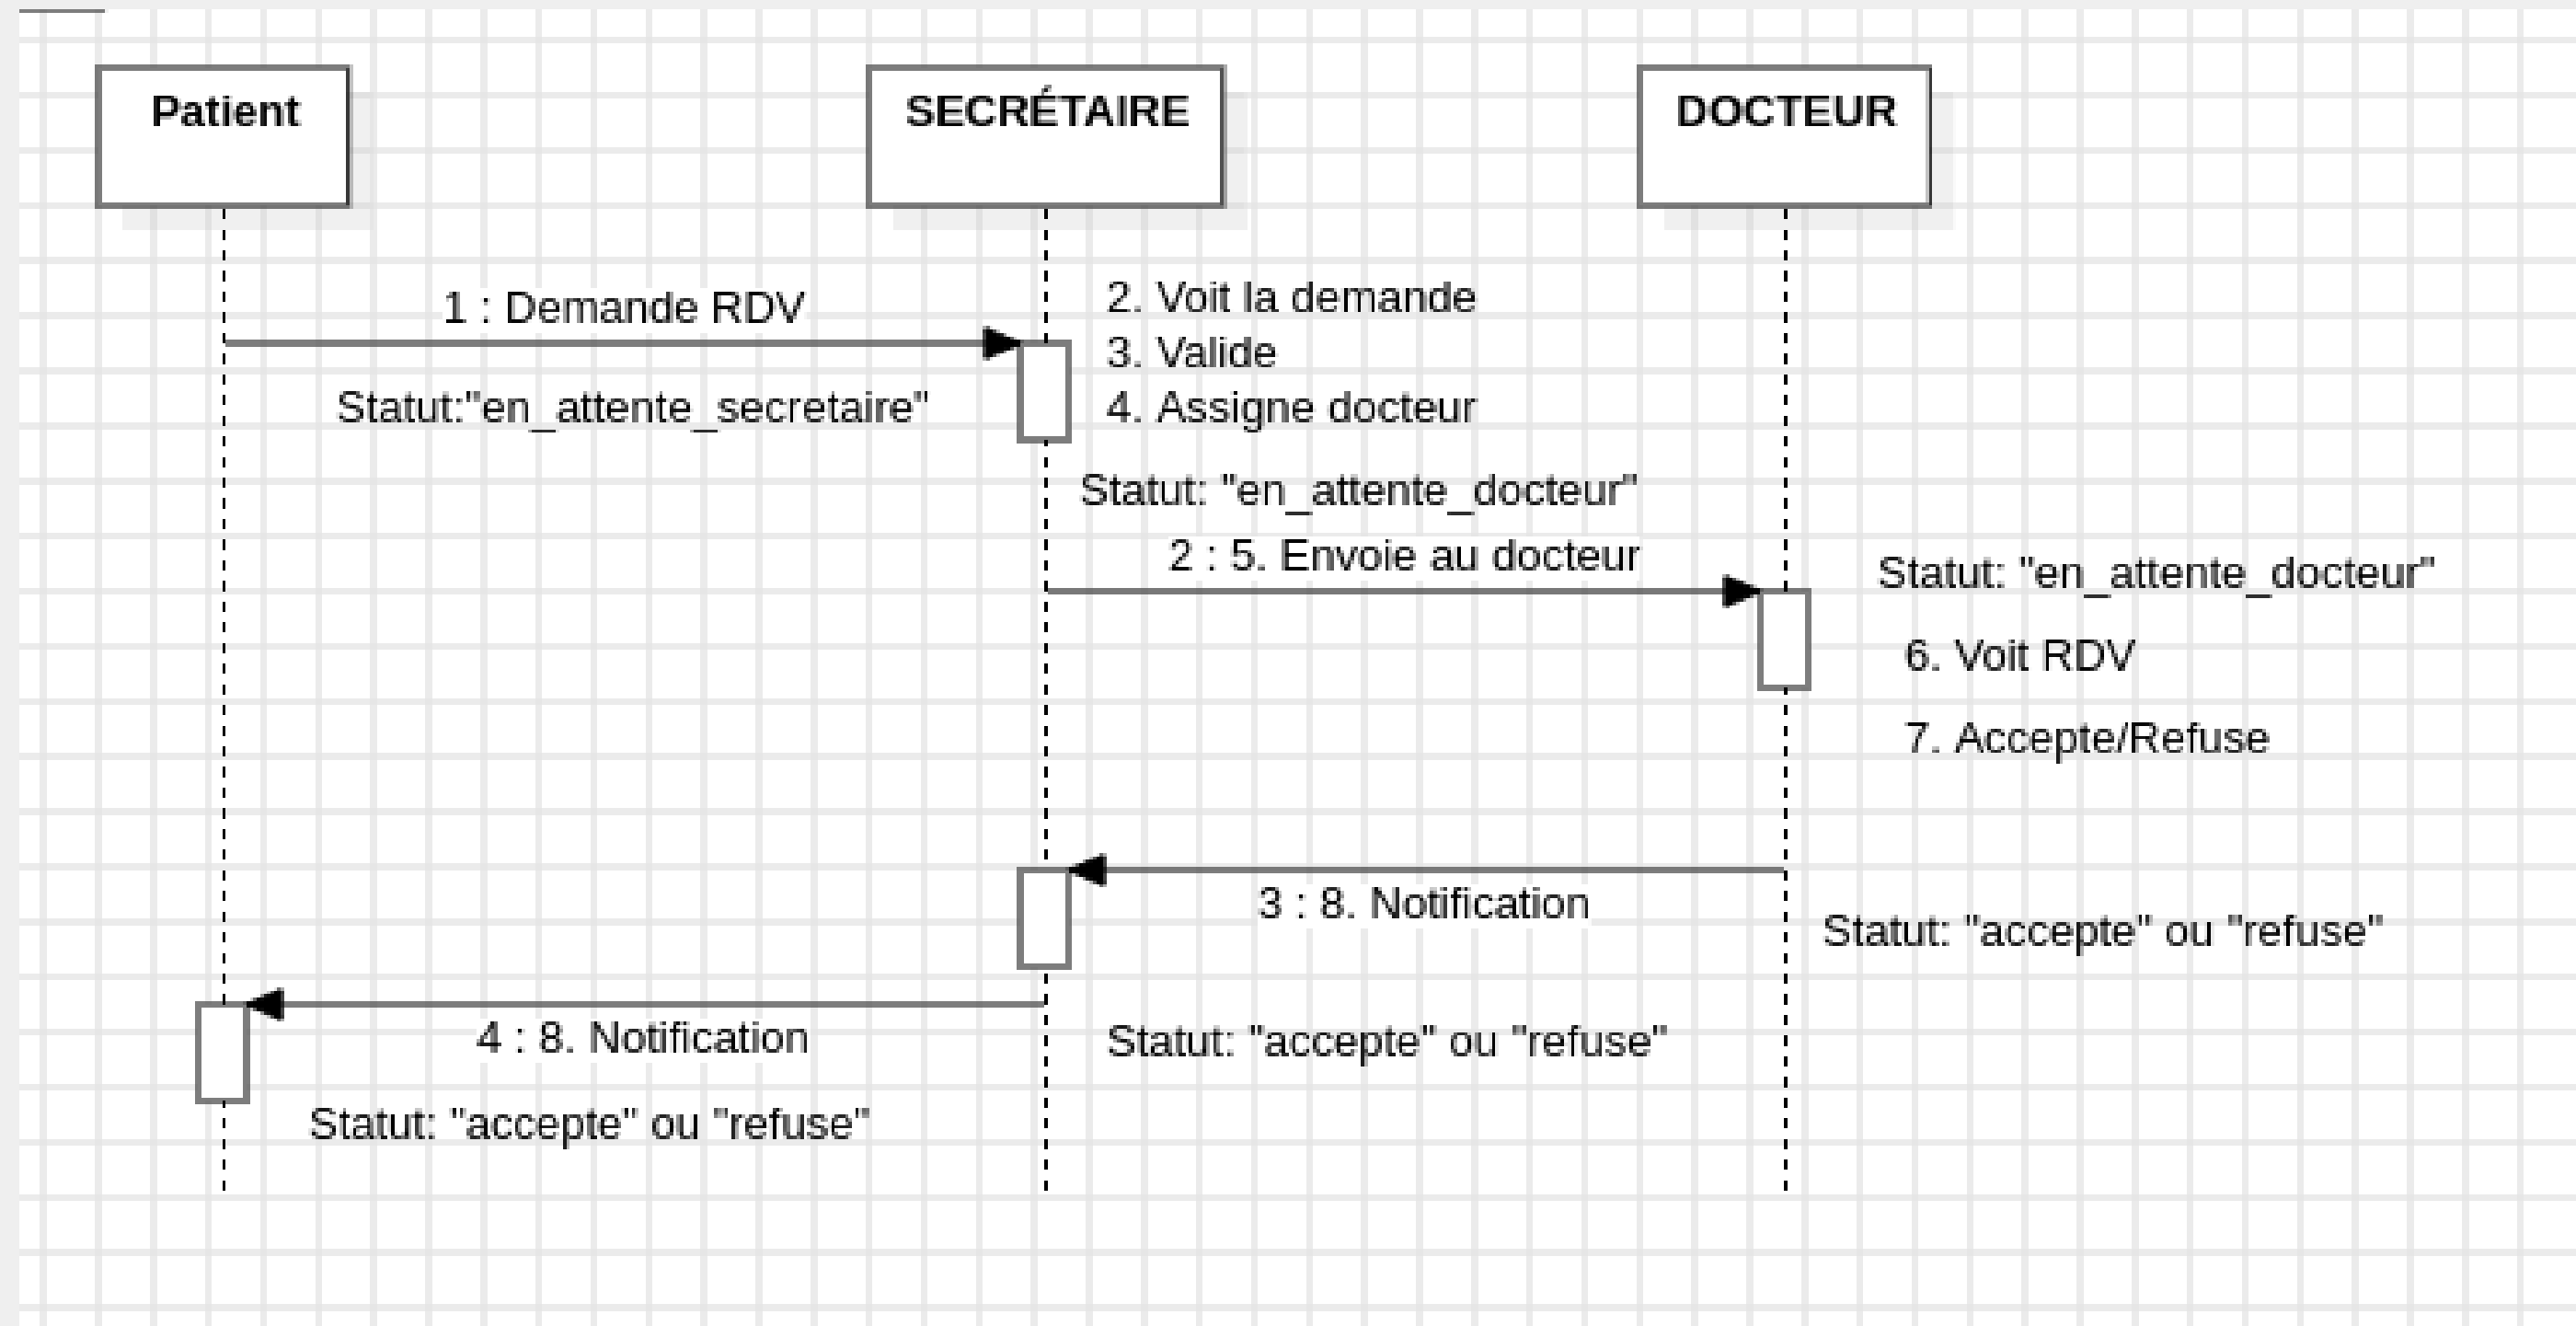 Patient
SECRÉTAIRE
DOCTEUR
1 : Demande RDV
2. Voit la demande
3. Valide
4. Assigne docteur
Statut:"en_attente_secretaire"
Statut: "en_attente_docteur"
2 : 5. Envoie au docteur
Statut: "en_attente_docteur"
6. Voit RDV
7. Accepte/Refuse
3 : 8. Notification
Statut: "accepte" ou "refuse"
4 : 8. Notification
Statut: "accepte" ou "refuse"
Statut: "accepte" ou "refuse"